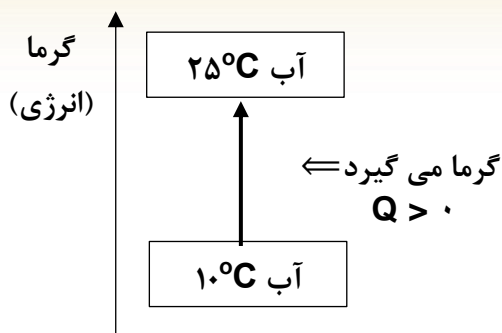 گرما
(انرژی)
آب ۲۵°C
گرما می گیرد ⇐
Q > ۰
آب ۱۰°C